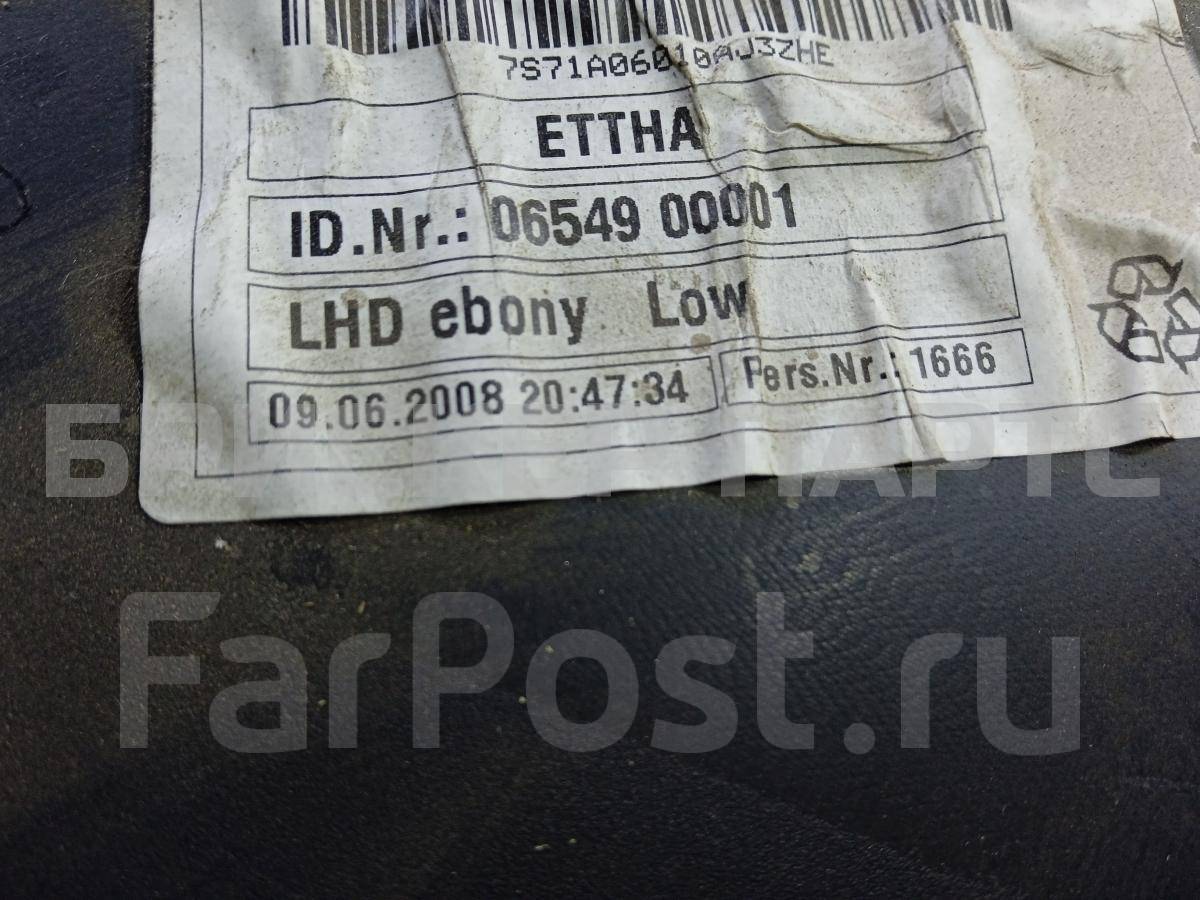 7S71A06010AJ3ZHE
ETTHA
ID.Nr.: 06549 00001
LHD ebony Low
09.06.2008 20:47:34
Pers.Nr.: 1666
ПАРТС
FarPost.ru